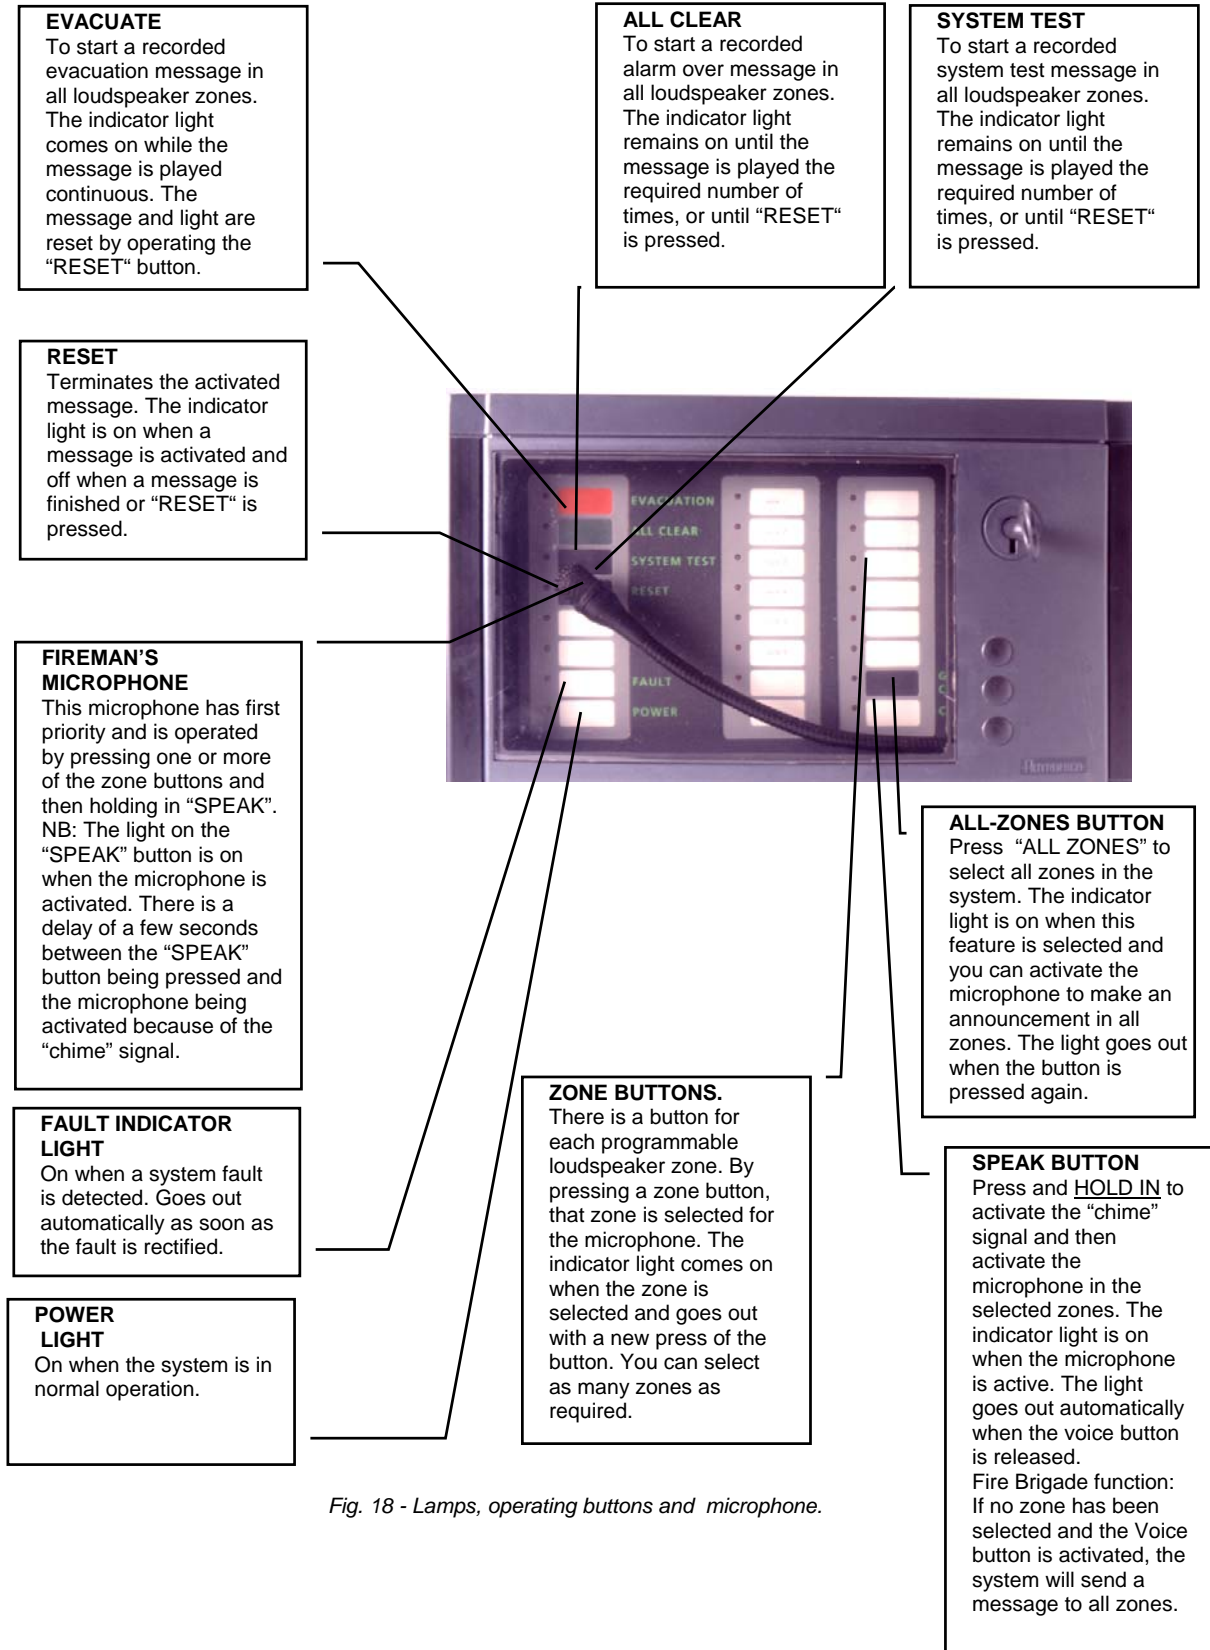 EVACUATE
To start a recorded
evacuation message in
all loudspeaker zones.
The indicator light
comes on while the
message is played
continuous. The
message and light are
reset by operating the
“RESET“ button.
ALL CLEAR
To start a recorded
alarm over message in
all loudspeaker zones.
The indicator light
remains on until the
message is played the
required number of
times, or until “RESET“
is pressed.
SYSTEM TEST
To start a recorded
system test message in
all loudspeaker zones.
The indicator light
remains on until the
message is played the
required number of
times, or until “RESET“
is pressed.
RESET
Terminates the activated
message. The indicator
light is on when a
message is activated and
off when a message is
finished or “RESET“ is
pressed.
EVACUATION
ALL CLEAR
SYSTEM TEST
RESET
FAULT
POWER
G
C
C
FIREMAN’S
MICROPHONE
This microphone has first
priority and is operated
by pressing one or more
of the zone buttons and
then holding in “SPEAK”.
NB: The light on the
“SPEAK” button is on
when the microphone is
activated. There is a
delay of a few seconds
between the “SPEAK”
button being pressed and
the microphone being
activated because of the
“chime” signal.
ALL-ZONES BUTTON
Press “ALL ZONES” to
select all zones in the
system. The indicator
light is on when this
feature is selected and
you can activate the
microphone to make an
announcement in all
zones. The light goes out
when the button is
pressed again.
FAULT INDICATOR
LIGHT
On when a system fault
is detected. Goes out
automatically as soon as
the fault is rectified.
ZONE BUTTONS.
There is a button for
each programmable
loudspeaker zone. By
pressing a zone button,
that zone is selected for
the microphone. The
indicator light comes on
when the zone is
selected and goes out
with a new press of the
button. You can select
as many zones as
required.
SPEAK BUTTON
Press and HOLD IN to
activate the “chime”
signal and then
activate the
microphone in the
selected zones. The
indicator light is on
when the microphone
is active. The light
goes out automatically
when the voice button
is released.
Fire Brigade function:
If no zone has been
selected and the Voice
button is activated, the
system will send a
message to all zones.
POWER
LIGHT
On when the system is in
normal operation.
Fig. 18 - Lamps, operating buttons and microphone.